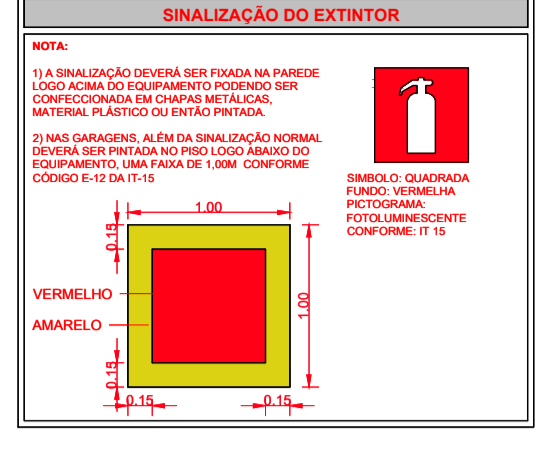 SINALIZAÇÃO DO EXTINTOR
NOTA:
1) A SINALIZAÇÃO DEVERÁ SER FIXADA NA PAREDE
LOGO ACIMA DO EQUIPAMENTO PODENDO SER
CONFECCIONADA EM CHAPAS METÁLICAS,
MATERIAL PLÁSTICO OU ENTÃO PINTADA.
2) NAS GARAGENS, ALÉM DA SINALIZAÇÃO NORMAL
DEVERÁ SER PINTADA NO PISO LOGO ABAIXO DO
EQUIPAMENTO, UMA FAIXA DE 1,00M CONFORME
CÓDIGO E-12 DA IT-15
SIMBOLO: QUADRADA
FUNDO: VERMELHA
PICTOGRAMA:
FOTOLUMINESCENTE
CONFORME: IT 15
1.00
0.15
VERMELHO
AMARELO
1.00
0.15
0.15
0.15